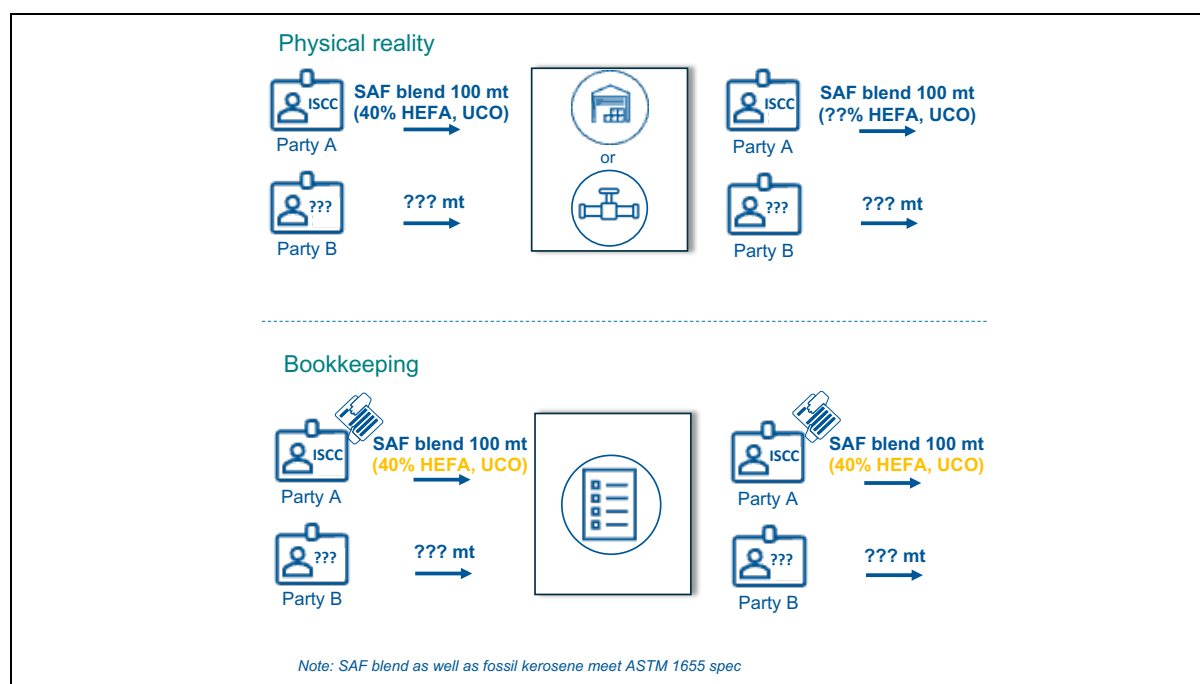 Physical reality
ISCC
SAF blend 100 mt
(40% HEFA, UCO)
Party A
???
??? mt
Party B
or
ISCC
SAF blend 100 mt
(??% HEFA, UCO)
Party A
???
??? mt
Party B
Bookkeeping
ISCC
SAF blend 100 mt
(40% HEFA, UCO)
Party A
???
??? mt
Party B
ISCC
SAF blend 100 mt
(40% HEFA, UCO)
Party A
???
??? mt
Party B
Note: SAF blend as well as fossil kerosene meet ASTM 1655 spec